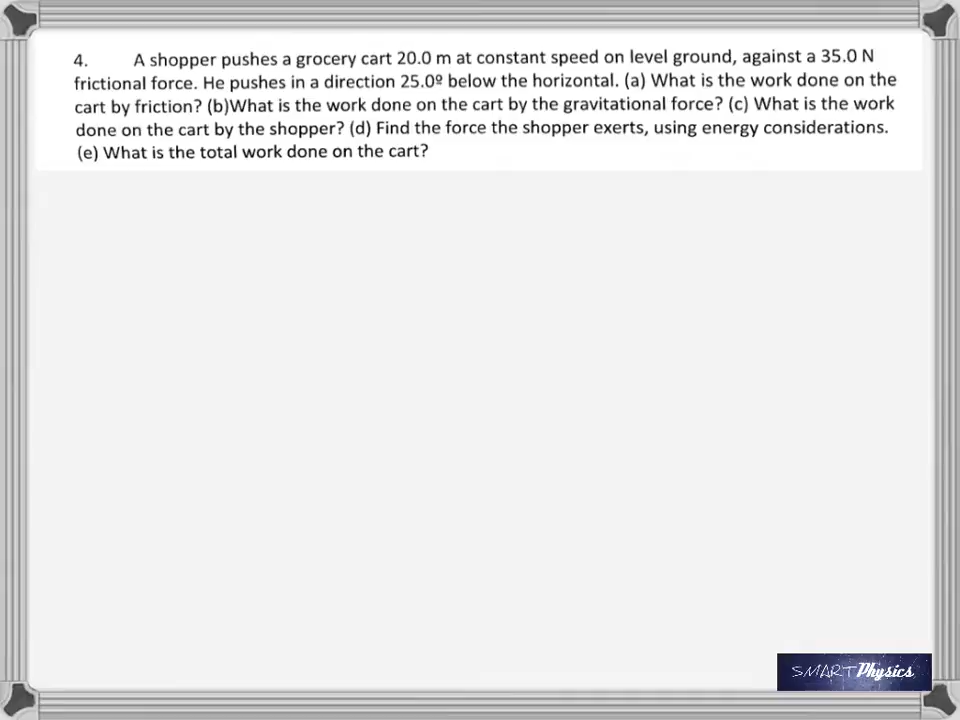 4. A shopper pushes a grocery cart 20.0 m at constant speed on level ground, against a 35.0 N
frictional force. He pushes in a direction 25.0º below the horizontal. (a) What is the work done on the
cart by friction? (b)What is the work done on the cart by the gravitational force? (c) What is the work
done on the cart by the shopper? (d) Find the force the shopper exerts, using energy considerations.
(e) What is the total work done on the cart?
SMART Physics